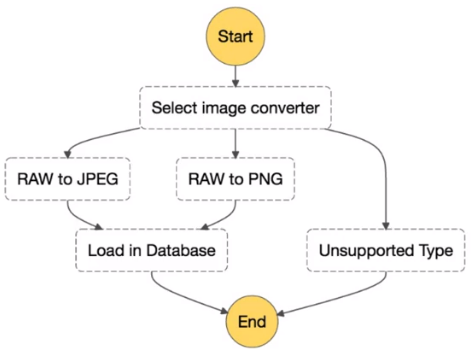 Start
Select image converter
RAW to JPEG
RAW to PNG
Load in Database
Unsupported Type
End